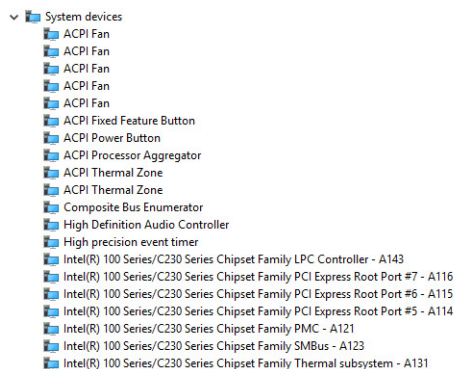 System devices
ACPI Fan
ACPI Fan
ACPI Fan
ACPI Fan
ACPI Fan
ACPI Fixed Feature Button
ACPI Power Button
ACPI Processor Aggregator
ACPI Thermal Zone
ACPI Thermal Zone
Composite Bus Enumerator
High Definition Audio Controller
High precision event timer
Intel(R) 100 Series/C230 Series Chipset Family LPC Controller - A143
Intel(R) 100 Series/C230 Series Chipset Family PCI Express Root Port #7 - A116
Intel(R) 100 Series/C230 Series Chipset Family PCI Express Root Port #6 - A115
Intel(R) 100 Series/C230 Series Chipset Family PCI Express Root Port #5 - A114
Intel(R) 100 Series/C230 Series Chipset Family PMC - A121
Intel(R) 100 Series/C230 Series Chipset Family SMBus - A123
Intel(R) 100 Series/C230 Series Chipset Family Thermal subsystem - A131